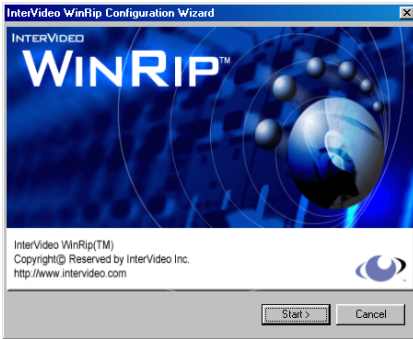 InterVideo WinRip Configuration Wizard
INTERVIDEO
WINRIP™
InterVideo WinRip(TM)
Copyright© Reserved by InterVideo Inc.
http://www.intervideo.com
Start > Cancel